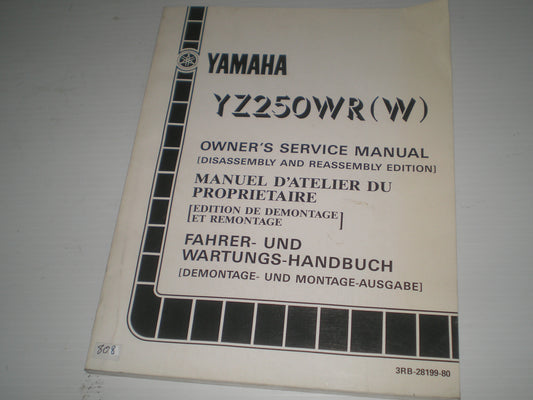 YAMAHA
YZ250WR(W)
OWNER'S SERVICE MANUAL
[DISASSEMBLY AND REASSEMBLY EDITION]
MANUEL D'ATELIER DU
PROPRIETAIRE
[EDITION DE DEMONTAGE
ET REMONTAGE]
FAHRER- UND
WARTUNGS-HANDBUCH
[DEMONTAGE- UND MONTAGE-AUSGABE]
3RB-28199-80
808